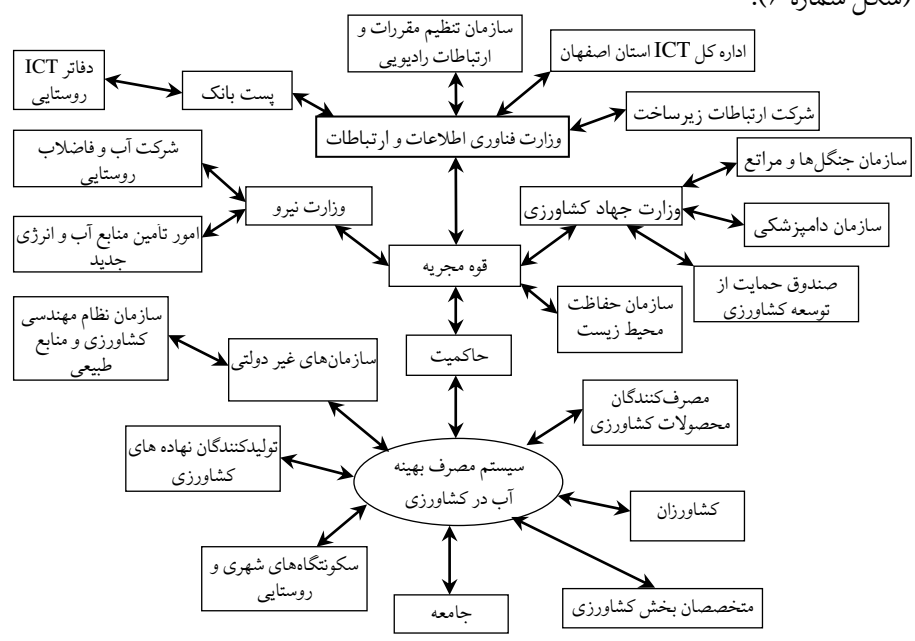 (شکل شماره ۶).
سازمان تنظیم مقررات و
ارتباطات رادیویی
اداره کل ICT استان اصفهان
دفاتر ICT
روستایی
پست بانک
شرکت ارتباطات زیرساخت
وزارت فناوری اطلاعات و ارتباطات
شرکت آب و فاضلاب
روستایی
سازمان جنگل‌ها و مراتع
وزارت نیرو
وزارت جهاد کشاورزی
سازمان دامپزشکی
امور تأمین منابع آب و انرژی
جدید
قوه مجریه
صندوق حمایت از
توسعه کشاورزی
سازمان حفاظت
محیط زیست
سازمان نظام مهندسی
کشاورزی و منابع
طبیعی
سازمان‌های غیر دولتی
حاکمیت
مصرف‌کنندگان
محصولات کشاورزی
تولیدکنندگان نهاده های
کشاورزی
سیستم مصرف بهینه
آب در کشاورزی
کشاورزان
سکونتگاه‌های شهری و
روستایی
جامعه
متخصصان بخش کشاورزی